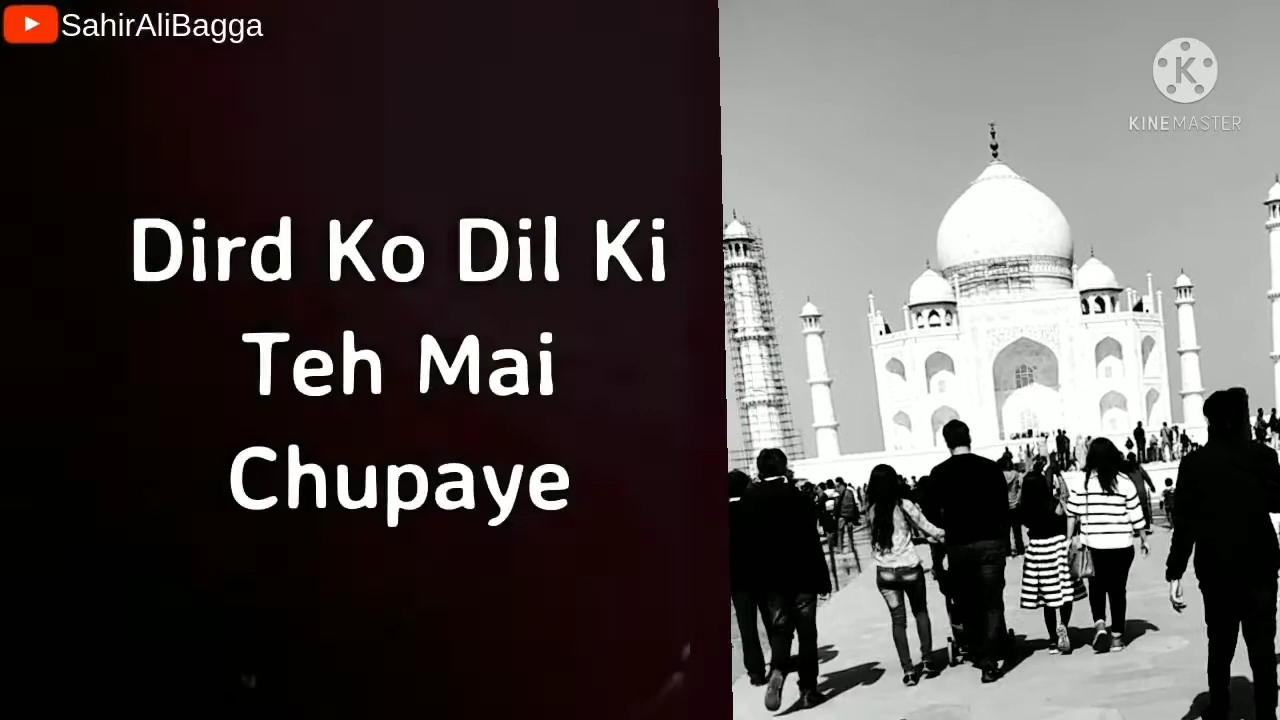 SahirAliBagga
KINEMASTER
Dird Ko Dil Ki
Teh Mai
Chupaye